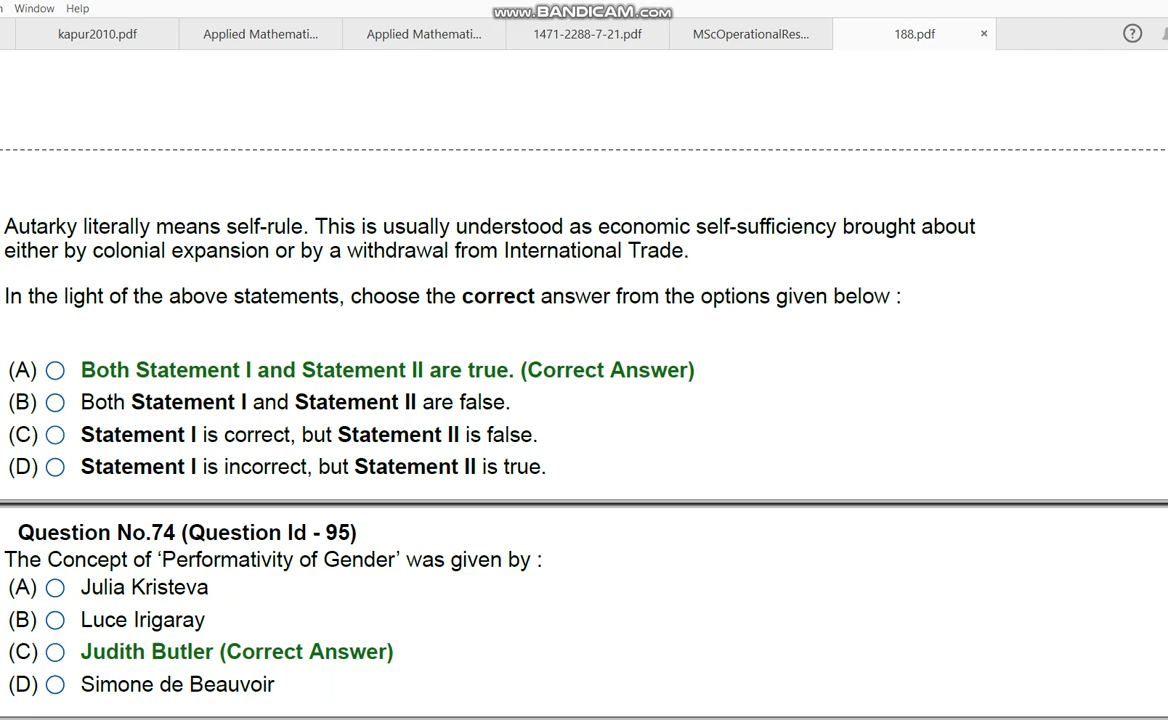 Window Help
www.BANDICAM.com
kapur2010.pdf Applied Mathemati... Applied Mathemati... 1471-2288-7-21.pdf MScOperationalRes... 188.pdf × ?
Autarky literally means self-rule. This is usually understood as economic self-sufficiency brought about
either by colonial expansion or by a withdrawal from International Trade.
In the light of the above statements, choose the correct answer from the options given below :
(A) Both Statement I and Statement II are true. (Correct Answer)
(B) Both Statement I and Statement II are false.
(C) Statement I is correct, but Statement II is false.
(D) Statement I is incorrect, but Statement II is true.
Question No.74 (Question Id - 95)
The Concept of ‘Performativity of Gender’ was given by :
(A) Julia Kristeva
(B) Luce Irigaray
(C) Judith Butler (Correct Answer)
(D) Simone de Beauvoir